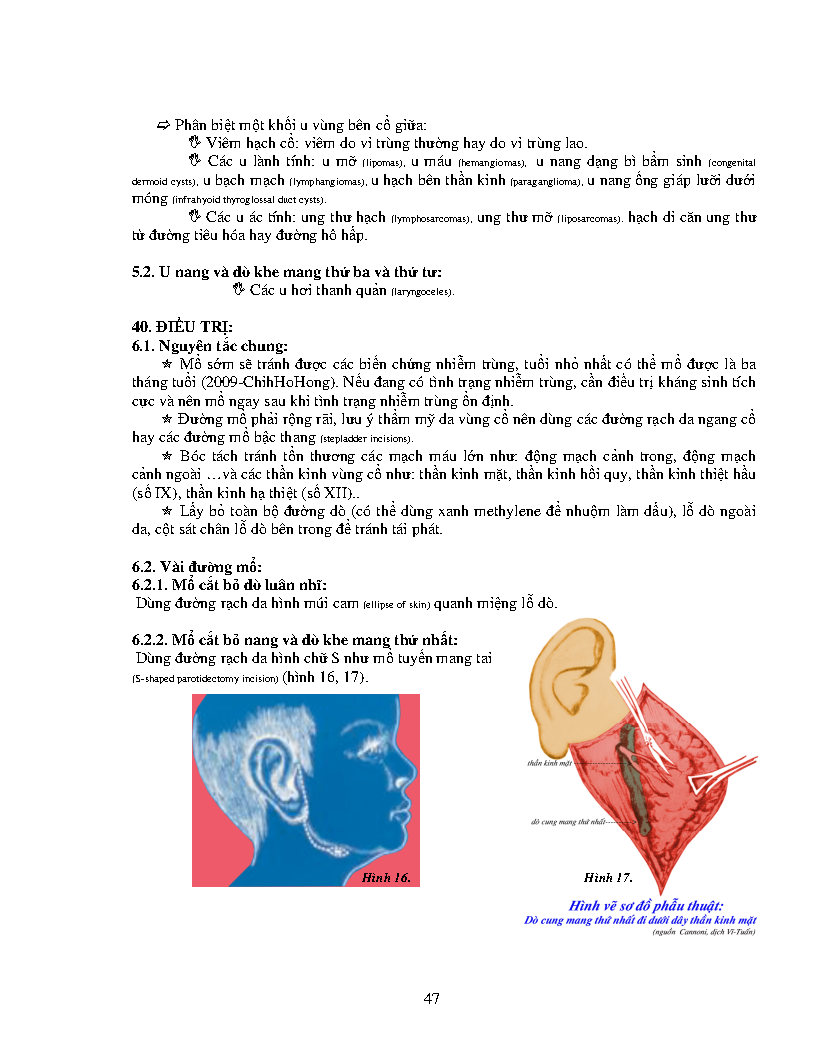 ➯ Phân biệt một khối u vùng bên cổ giữa:
Viêm hạch cổ: viêm do vi trùng thường hay do vi trùng lao.
Các u lành tính: u mỡ (lipomas), u máu (hemangiomas), u nang dạng bì bẩm sinh (congenital
dermoid cysts), u bạch mạch (lymphangiomas), u hạch bên thần kinh (paraganglioma), u nang ống giáp lưỡi dưới
móng (infrahyoid thyroglossal duct cysts).
Các u ác tính: ung thư hạch (lymphosarcomas), ung thư mỡ (liposarcomas). hạch di căn ung thư
từ đường tiêu hóa hay đường hô hấp.
5.2. U nang và dò khe mang thứ ba và thứ tư:
Các u hơi thanh quản (laryngoceles).
40. ĐIỀU TRỊ:
6.1. Nguyên tắc chung:
✯ Mổ sớm sẽ tránh được các biến chứng nhiễm trùng, tuổi nhỏ nhất có thể mổ được là ba
tháng tuổi (2009-ChihHoHong). Nếu đang có tình trạng nhiễm trùng, cần điều trị kháng sinh tích
cực và nên mổ ngay sau khi tình trạng nhiễm trùng ổn định.
✯ Đường mổ phải rộng rãi, lưu ý thẩm mỹ da vùng cổ nên dùng các đường rạch da ngang cổ
hay các đường mổ bậc thang (stepladder incisions).
✯ Bóc tách tránh tổn thương các mạch máu lớn như: động mạch cảnh trong, động mạch
cảnh ngoài …và các thần kinh vùng cổ như: thần kinh mặt, thần kinh hồi quy, thần kinh thiệt hầu
(số IX), thần kinh hạ thiệt (số XII)..
✯ Lấy bỏ toàn bộ đường dò (có thể dùng xanh methylene để nhuộm làm dấu), lỗ dò ngoài
da, cột sát chân lỗ dò bên trong để tránh tái phát.
6.2. Vài đường mổ:
6.2.1. Mổ cắt bỏ dò luân nhĩ:
Dùng đường rạch da hình múi cam (ellipse of skin) quanh miệng lỗ dò.
6.2.2. Mổ cắt bỏ nang và dò khe mang thứ nhất:
Dùng đường rạch da hình chữ S như mổ tuyến mang tai
(S-shaped parotidectomy incision) (hình 16, 17).
thần kinh mặt
dò cung mang thứ nhất
Hình 16.
Hình 17.
Hình vẽ sơ đồ phẫu thuật:
Dò cung mang thứ nhất đi dưới dây thần kinh mặt
(nguồn Cannoni, dịch Vi-Tuấn)
47